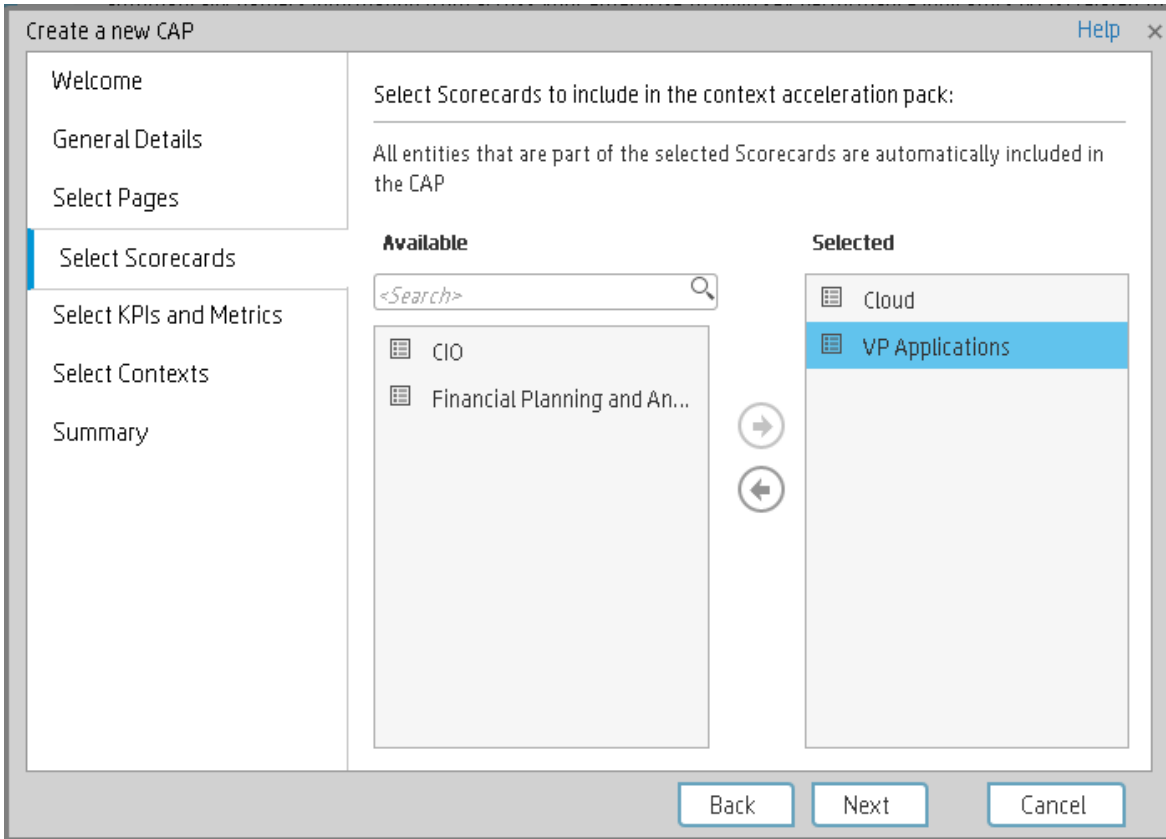 Create a new CAP
Help
Welcome
General Details
Select Pages
Select Scorecards
Select KPIs and Metrics
Select Contexts
Summary
Select Scorecards to include in the context acceleration pack:
All entities that are part of the selected Scorecards are automatically included in
the CAP
Available
<Search>
CIO
Financial Planning and An...
Selected
Cloud
VP Applications
Back
Next
Cancel